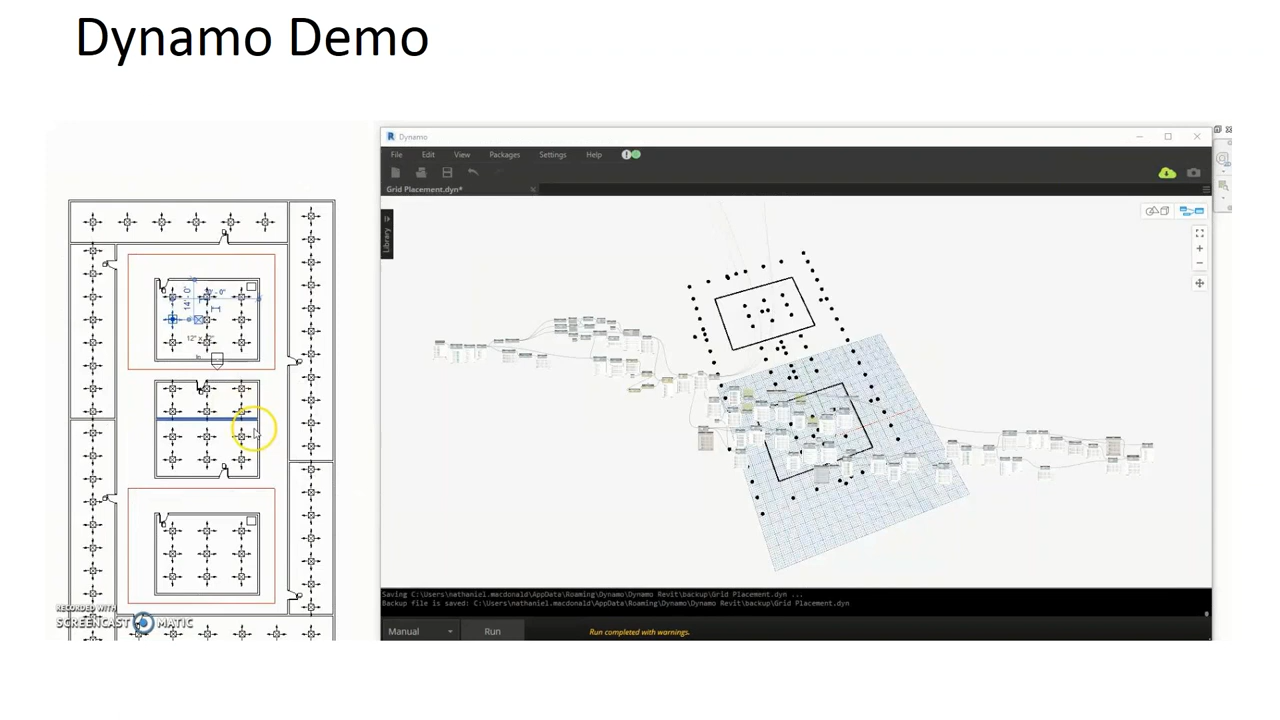 Dynamo Demo
Dynamo
File Edit View Packages Settings Help
Grid Placement.dyn*
Library
14' - 0"
RECORDED WITH
SCREENCAST MATIC
Saving C:\Users\nathaniel.macdonald\AppData\Roaming\Dynamo\Dynamo Revit\backup\Grid Placement.dyn ...
Backup file is saved: C:\Users\nathaniel.macdonald\AppData\Roaming\Dynamo\Dynamo Revit\backup\Grid Placement.dyn
Manual Run Run completed with warnings.